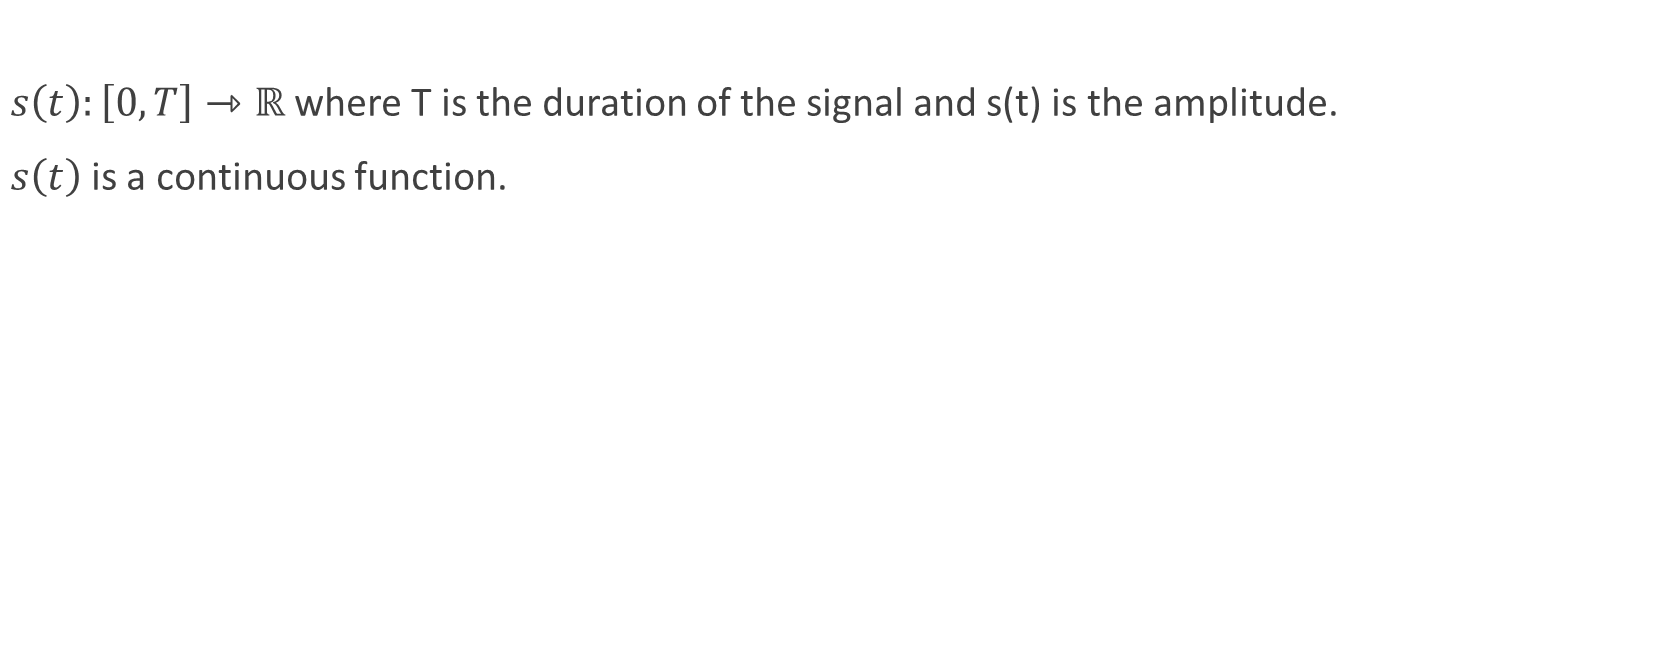 s(t): [0, T] ⇾ ℝ where T is the duration of the signal and s(t) is the amplitude.
s(t) is a continuous function.